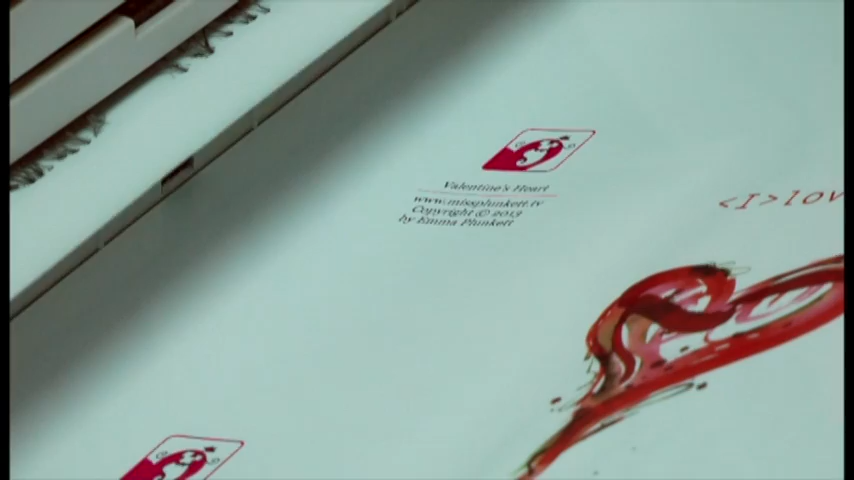 Valentine's Heart
www.missplunkett.tv
Copyright © 2013
by Emma Plunkett
<I>lov